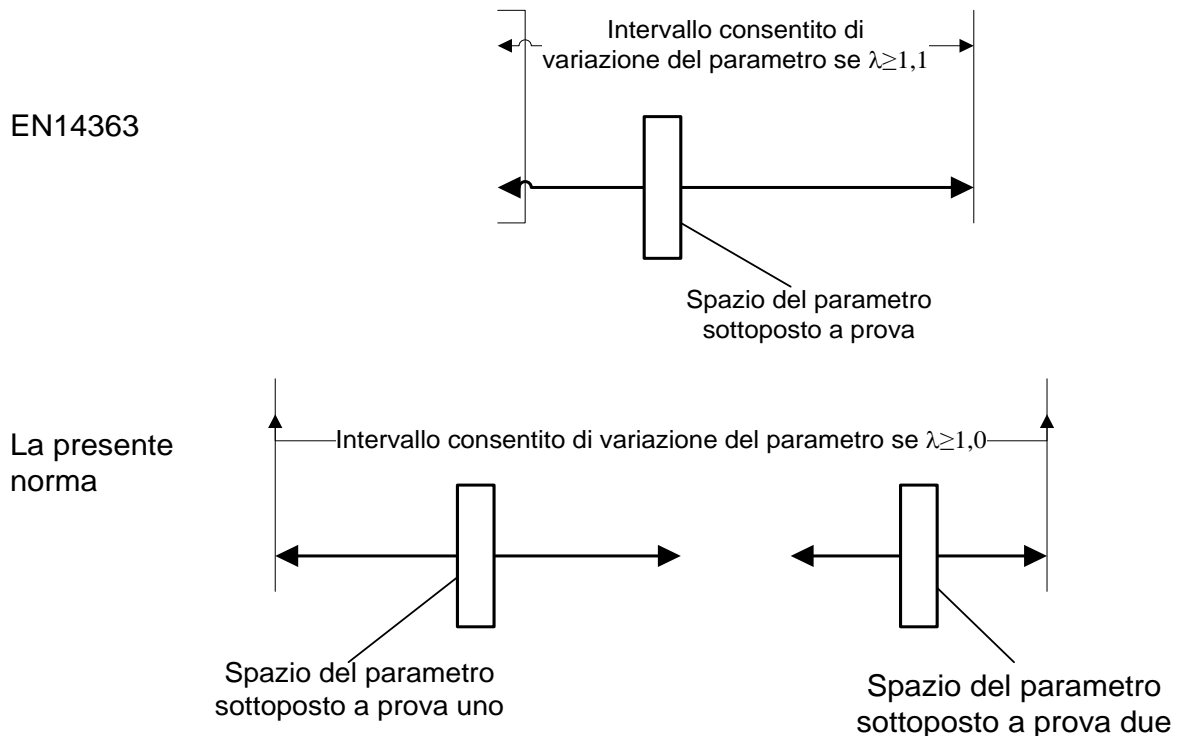 Intervallo consentito di
variazione del parametro se λ≥1,1
EN14363
Spazio del parametro
sottoposto a prova
La presente
norma
Intervallo consentito di variazione del parametro se λ≥1,0
Spazio del parametro
sottoposto a prova uno
Spazio del parametro
sottoposto a prova due